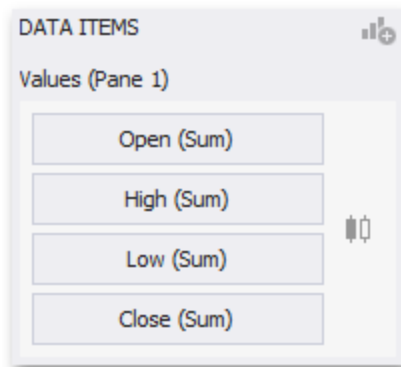 DATA ITEMS
Values (Pane 1)
Open (Sum)
High (Sum)
Low (Sum)
Close (Sum)